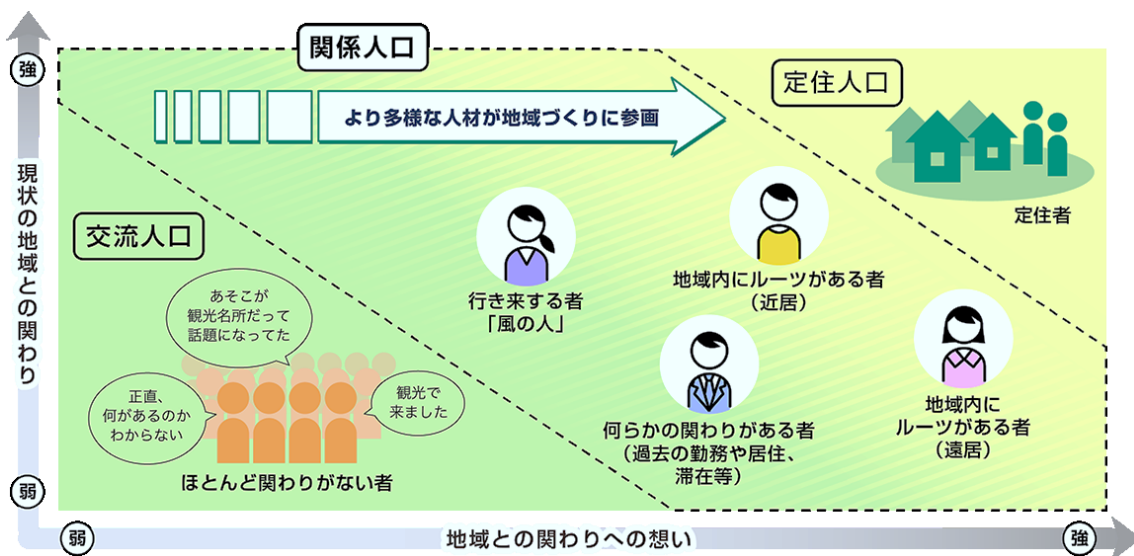 強
関係人口
より多様な人材が地域づくりに参画
定住人口
定住者
現状の地域との関わり
交流人口
あそこが
観光名所だって
話題になってた
正直、
何があるのか
わからない
観光で
来ました
ほとんど関わりがない者
行き来する者
「風の人」
地域内にルーツがある者
（近居）
何らかの関わりがある者
（過去の勤務や居住、
滞在等）
地域内に
ルーツがある者
（遠居）
弱
弱
地域との関わりへの想い
強